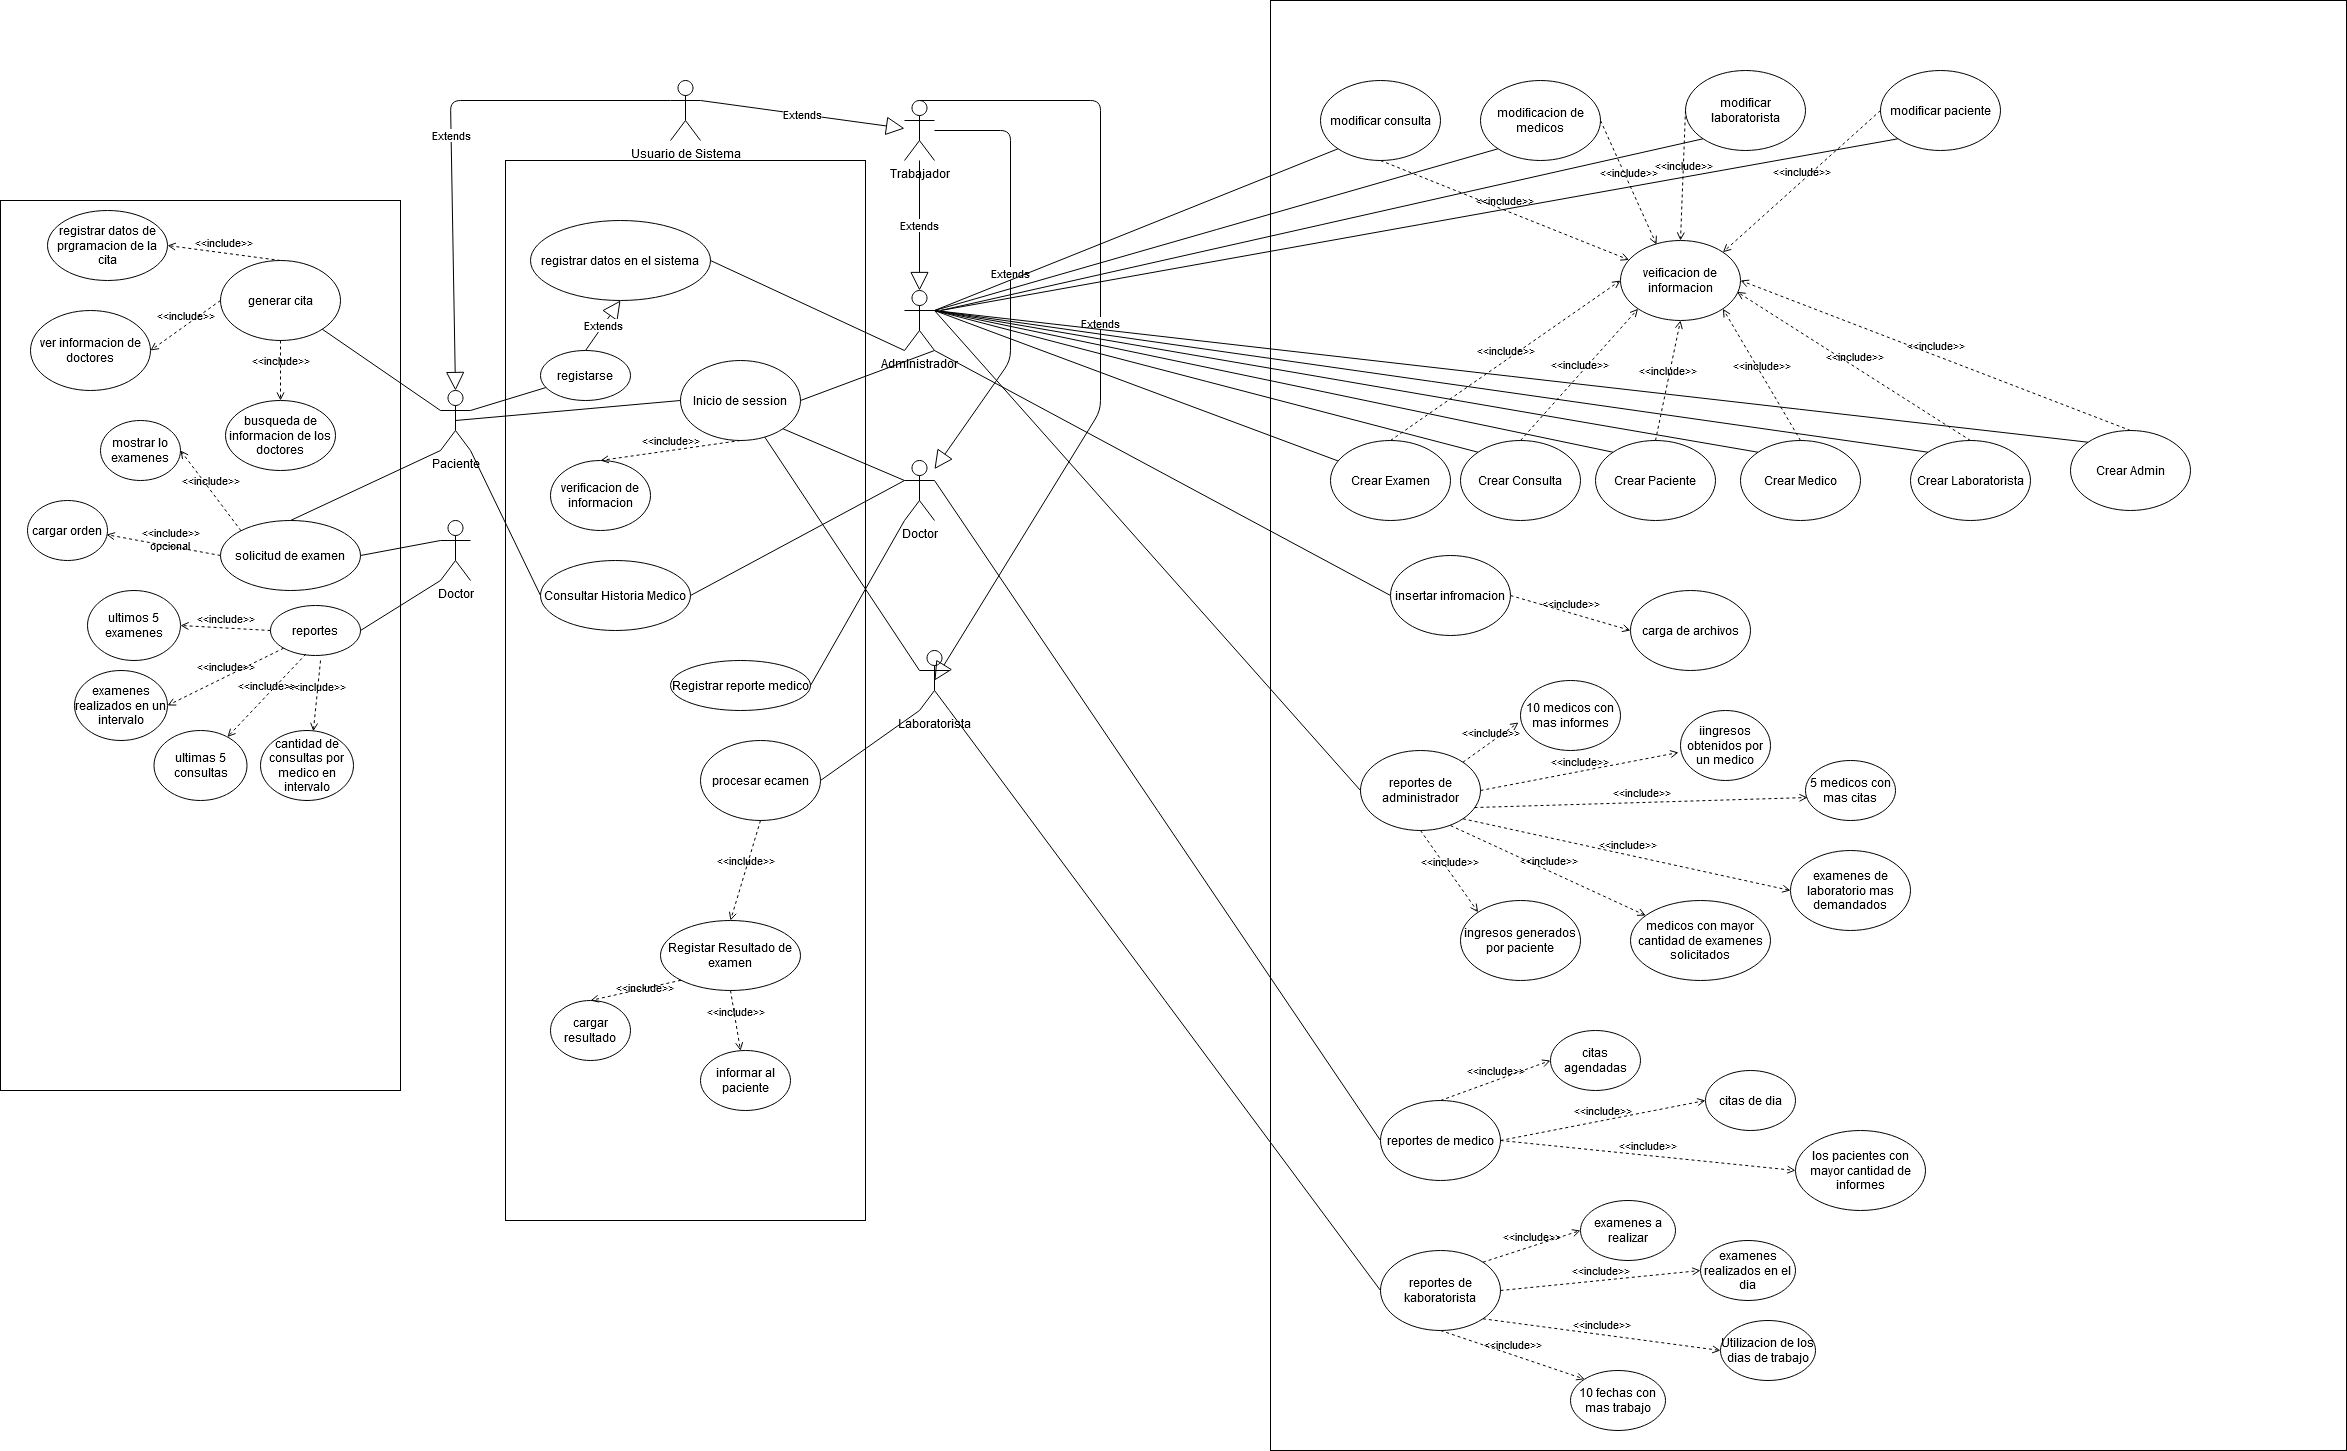 Usuario de Sistema
Extends
Extends
Trabajador
Extends
Extends
Extends
Administrador
Doctor
Laboratorista
Paciente
Doctor
registrar datos de
prgramacion de la
cita
<<include>>
generar cita
<<include>>
ver informacion de
doctores
<<include>>
busqueda de
informacion de los
doctores
mostrar lo
examenes
<<include>>
cargar orden
<<include>>
opcional
solicitud de examen
ultimos 5
examenes
<<include>>
reportes
<<include>>
examenes
realizados en un
intervalo
<<include>>
<<include>>
ultimas 5
consultas
cantidad de
consultas por
medico en
intervalo
registrar datos en el sistema
Extends
registarse
Inicio de session
<<include>>
verificacion de
informacion
Consultar Historia Medico
Registrar reporte medico
procesar ecamen
<<include>>
Registar Resultado de
examen
<<include>>
<<include>>
cargar
resultado
informar al
paciente
modificar consulta
modificacion de
medicos
modificar
laboratorista
modificar paciente
<<include>>
<<include>>
<<include>>
<<include>>
veificacion de
informacion
<<include>>
<<include>>
<<include>>
<<include>>
<<include>>
<<include>>
Crear Examen
Crear Consulta
Crear Paciente
Crear Medico
Crear Laboratorista
Crear Admin
insertar infromacion
<<include>>
carga de archivos
10 medicos con
mas informes
<<include>>
iingresos
obtenidos por
un medico
<<include>>
reportes de
administrador
<<include>>
5 medicos con
mas citas
<<include>>
<<include>>
<<include>>
examenes de
laboratorio mas
demandados
ingresos generados
por paciente
medicos con mayor
cantidad de examenes
solicitados
citas
agendadas
<<include>>
citas de dia
<<include>>
reportes de medico
<<include>>
los pacientes con
mayor cantidad de
informes
examenes a
realizar
<<include>>
examenes
realizados en el
dia
<<include>>
reportes de
kaboratorista
<<include>>
<<include>>
Utilizacion de los
dias de trabajo
10 fechas con
mas trabajo